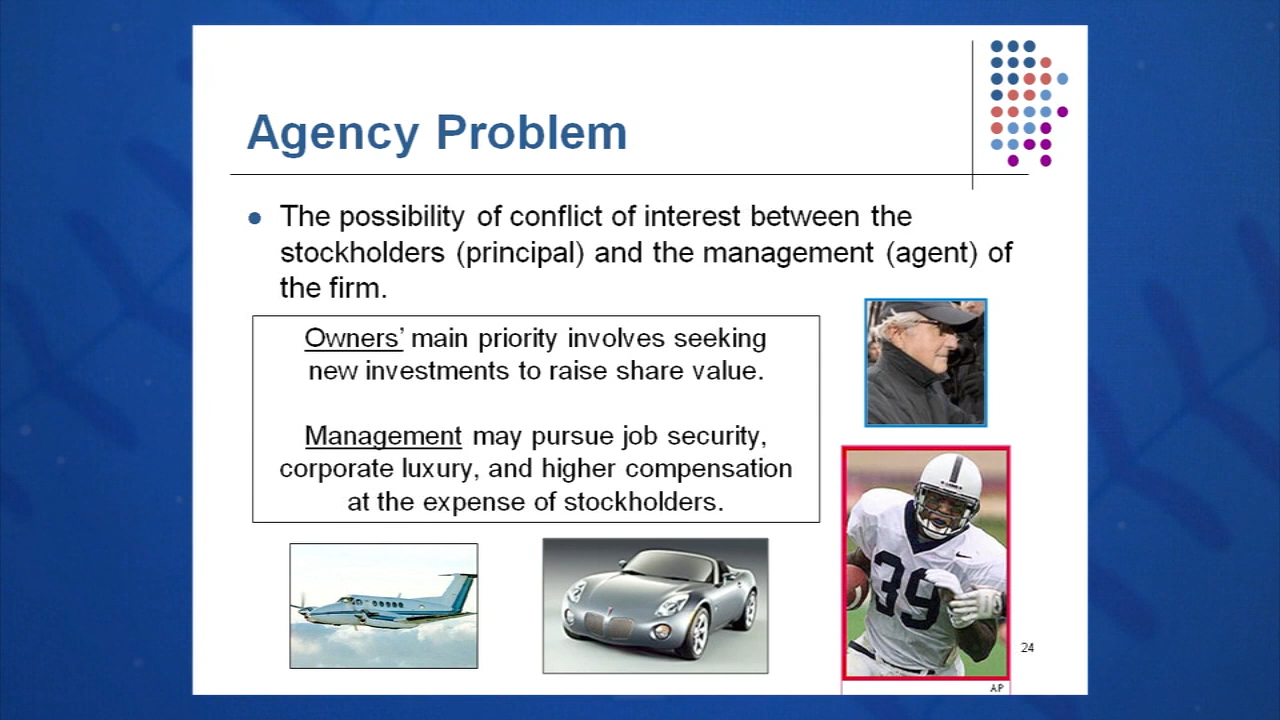 Agency Problem
The possibility of conflict of interest between the
stockholders (principal) and the management (agent) of
the firm.
Owners’ main priority involves seeking
new investments to raise share value.
Management may pursue job security,
corporate luxury, and higher compensation
at the expense of stockholders.
39
24
AP